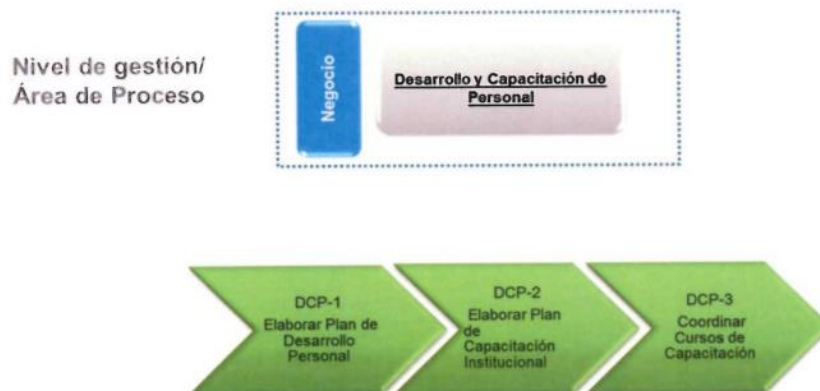 Nivel de gestión/
Área de Proceso
Negocio
Desarrollo y Capacitación de
Personal
DCP-1
Elaborar Plan de
Desarrollo
Personal
DCP-2
Elaborar Plan
de
Capacitación
Institucional
DCP-3
Coordinar
Cursos de
Capacitación